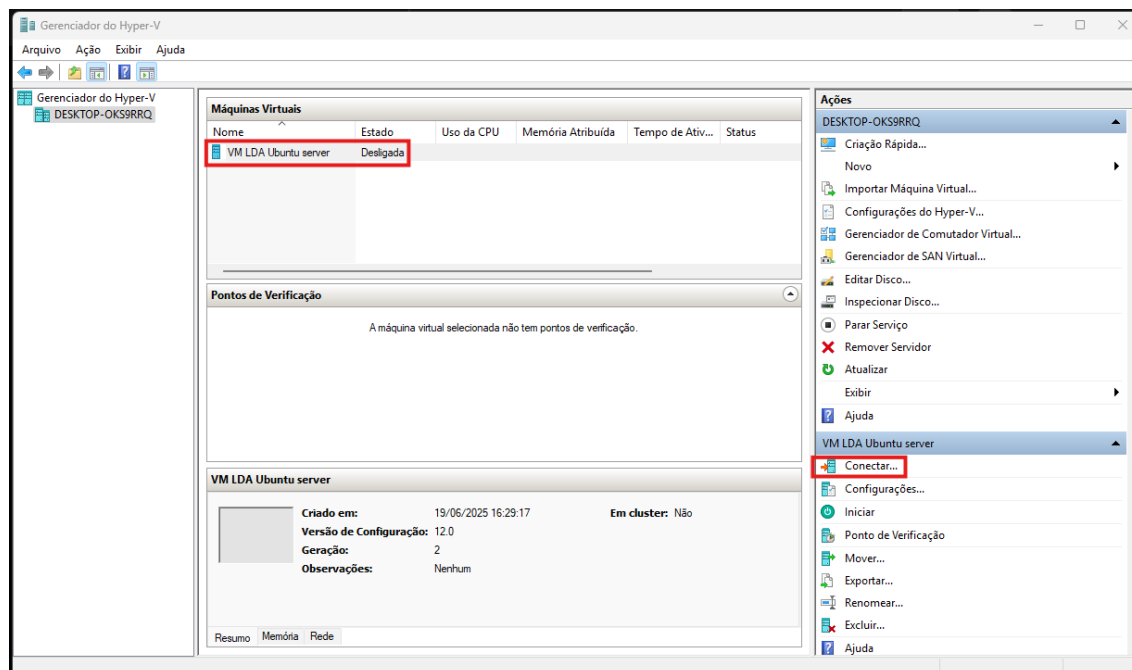 Gerenciador do Hyper-V
Arquivo Ação Exibir Ajuda
Gerenciador do Hyper-V
DESKTOP-OKS9RRQ
Máquinas Virtuais
Nome Estado Uso da CPU Memória Atribuída Tempo de Ativ... Status
VM LDA Ubuntu server Desligada
Pontos de Verificação
A máquina virtual selecionada não tem pontos de verificação.
VM LDA Ubuntu server
Criado em: 19/06/2025 16:29:17 Em cluster: Não
Versão de Configuração: 12.0
Geração: 2
Observações: Nenhum
Resumo Memória Rede
Ações
DESKTOP-OKS9RRQ
Criação Rápida...
Novo
Importar Máquina Virtual...
Configurações do Hyper-V...
Gerenciador de Comutador Virtual...
Gerenciador de SAN Virtual...
Editar Disco...
Inspecionar Disco...
Parar Serviço
Remover Servidor
Atualizar
Exibir
Ajuda
VM LDA Ubuntu server
Conectar...
Configurações...
Iniciar
Ponto de Verificação
Mover...
Exportar...
Renomear...
Excluir...
Ajuda